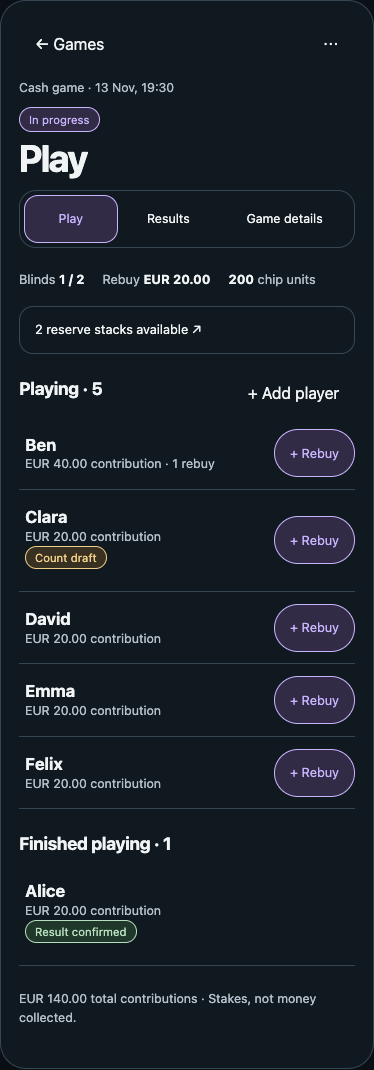 ← Games
...
Cash game · 13 Nov, 19:30
In progress
Play
Play Results Game details
Blinds 1 / 2 Rebuy EUR 20.00 200 chip units
2 reserve stacks available ↗
Playing · 5 + Add player
Ben
EUR 40.00 contribution · 1 rebuy
+ Rebuy
Clara
EUR 20.00 contribution
Count draft
+ Rebuy
David
EUR 20.00 contribution
+ Rebuy
Emma
EUR 20.00 contribution
+ Rebuy
Felix
EUR 20.00 contribution
+ Rebuy
Finished playing · 1
Alice
EUR 20.00 contribution
Result confirmed
EUR 140.00 total contributions · Stakes, not money
collected.